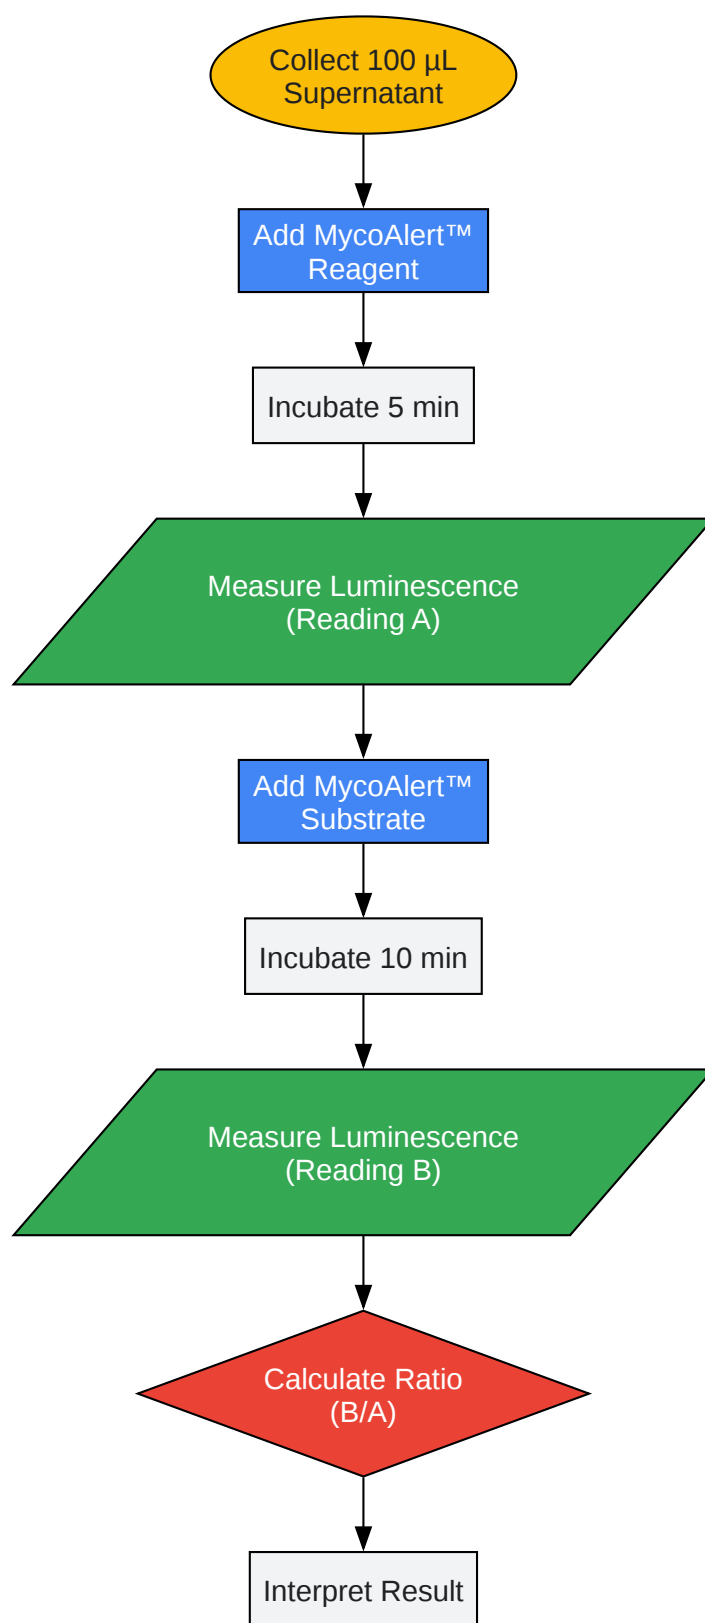 Collect 100 µL
Supernatant
Add MycoAlert™
Reagent
Incubate 5 min
Measure Luminescence
(Reading A)
Add MycoAlert™
Substrate
Incubate 10 min
Measure Luminescence
(Reading B)
Calculate Ratio
(B/A)
Interpret Result